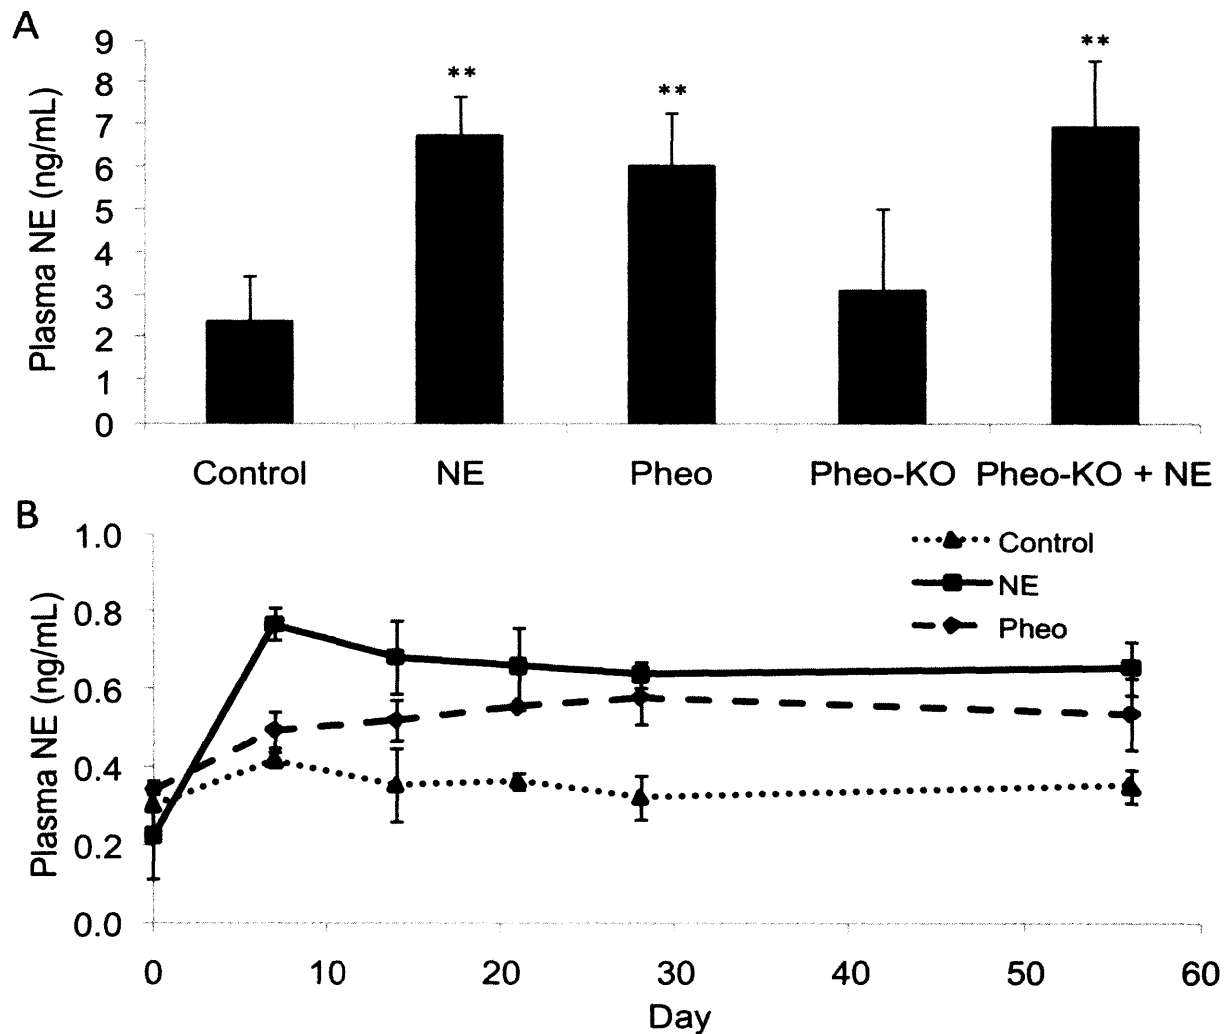 A
Plasma NE (ng/mL)
9
8
7
6
5
4
3
2
1
0
**
**
**
Control NE Pheo Pheo-KO Pheo-KO + NE
B
Plasma NE (ng/mL)
1.0
0.8
0.6
0.4
0.2
0.0
Control
NE
Pheo
0 10 20 30 40 50 60
Day